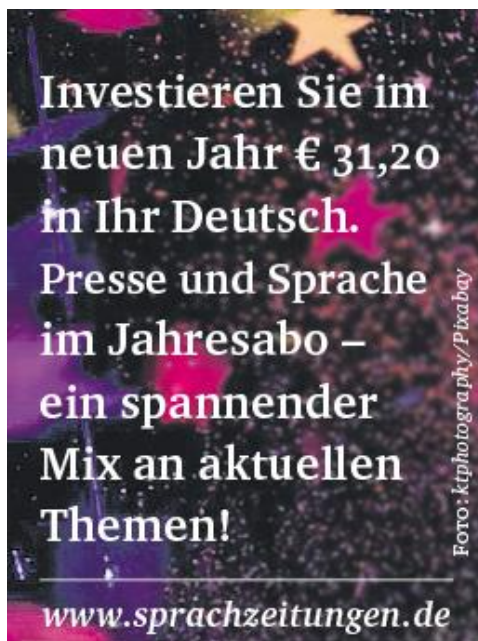 Investieren Sie im
neuen Jahr € 31,20
in Ihr Deutsch.
Presse und Sprache
im Jahresabo –
ein spannender
Mix an aktuellen
Themen!
www.sprachzeitungen.de
Foto: ktphotography/Pixabay